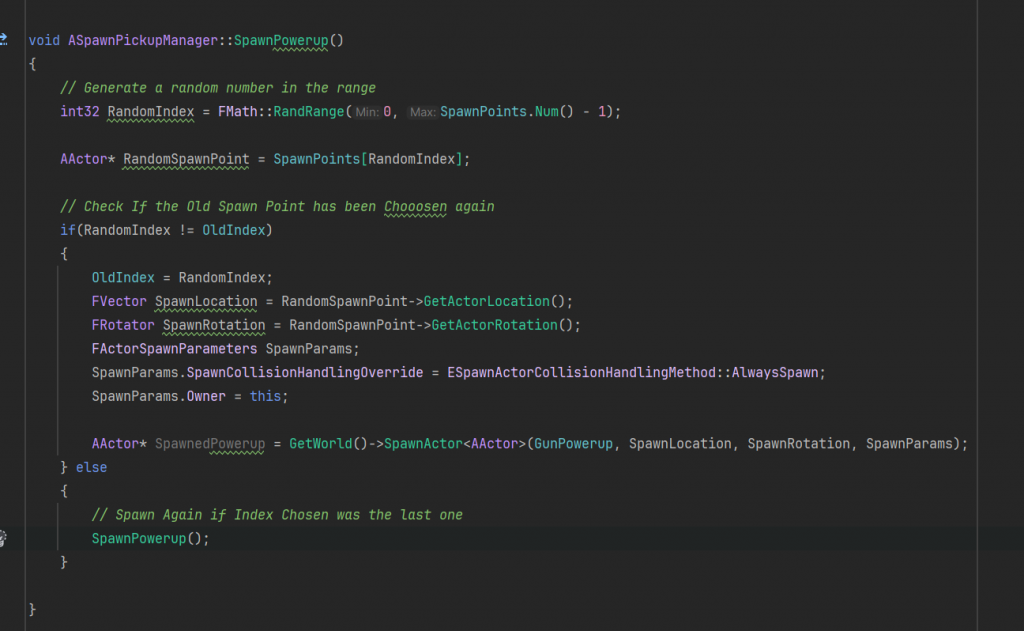 void ASpawnPickupManager::SpawnPowerup()
{
// Generate a random number in the range
int32 RandomIndex = FMath::RandRange(Min:0, Max:SpawnPoints.Num() - 1);
AActor* RandomSpawnPoint = SpawnPoints[RandomIndex];
// Check If the Old Spawn Point has been Chooosen again
if(RandomIndex != OldIndex)
{
OldIndex = RandomIndex;
FVector SpawnLocation = RandomSpawnPoint->GetActorLocation();
FRotator SpawnRotation = RandomSpawnPoint->GetActorRotation();
FActorSpawnParameters SpawnParams;
SpawnParams.SpawnCollisionHandlingOverride = ESpawnActorCollisionHandlingMethod::AlwaysSpawn;
SpawnParams.Owner = this;
AActor* SpawnedPowerup = GetWorld()->SpawnActor<AActor>(GunPowerup, SpawnLocation, SpawnRotation, SpawnParams);
} else
{
// Spawn Again if Index Chosen was the last one
SpawnPowerup();
}
}